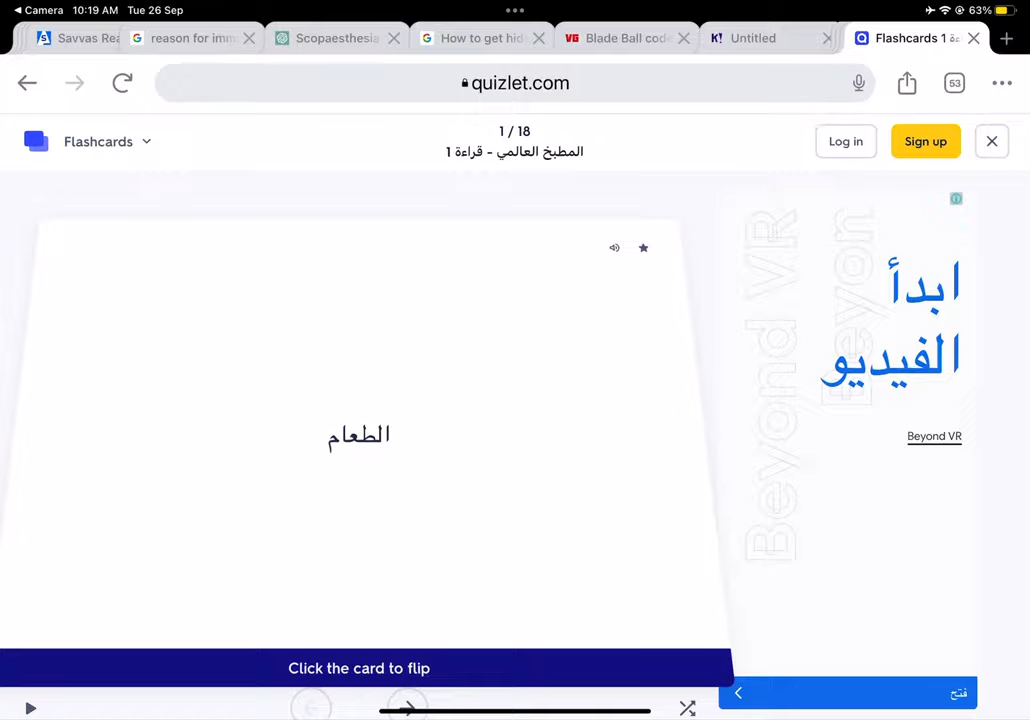 Camera 10:19 AM Tue 26 Sep
63%
Savvas Rea
reason for imm
Scopaesthesia
How to get hid
VG Blade Ball code
K! Untitled
Flashcards 1
quizlet.com
53
Flashcards
1 / 18
المطبخ العالمي - قراءة 1
Log in
Sign up
الطعام
Click the card to flip
Beyond VR
Beyon
ابدأ
الفيديو
Beyond VR
فتح